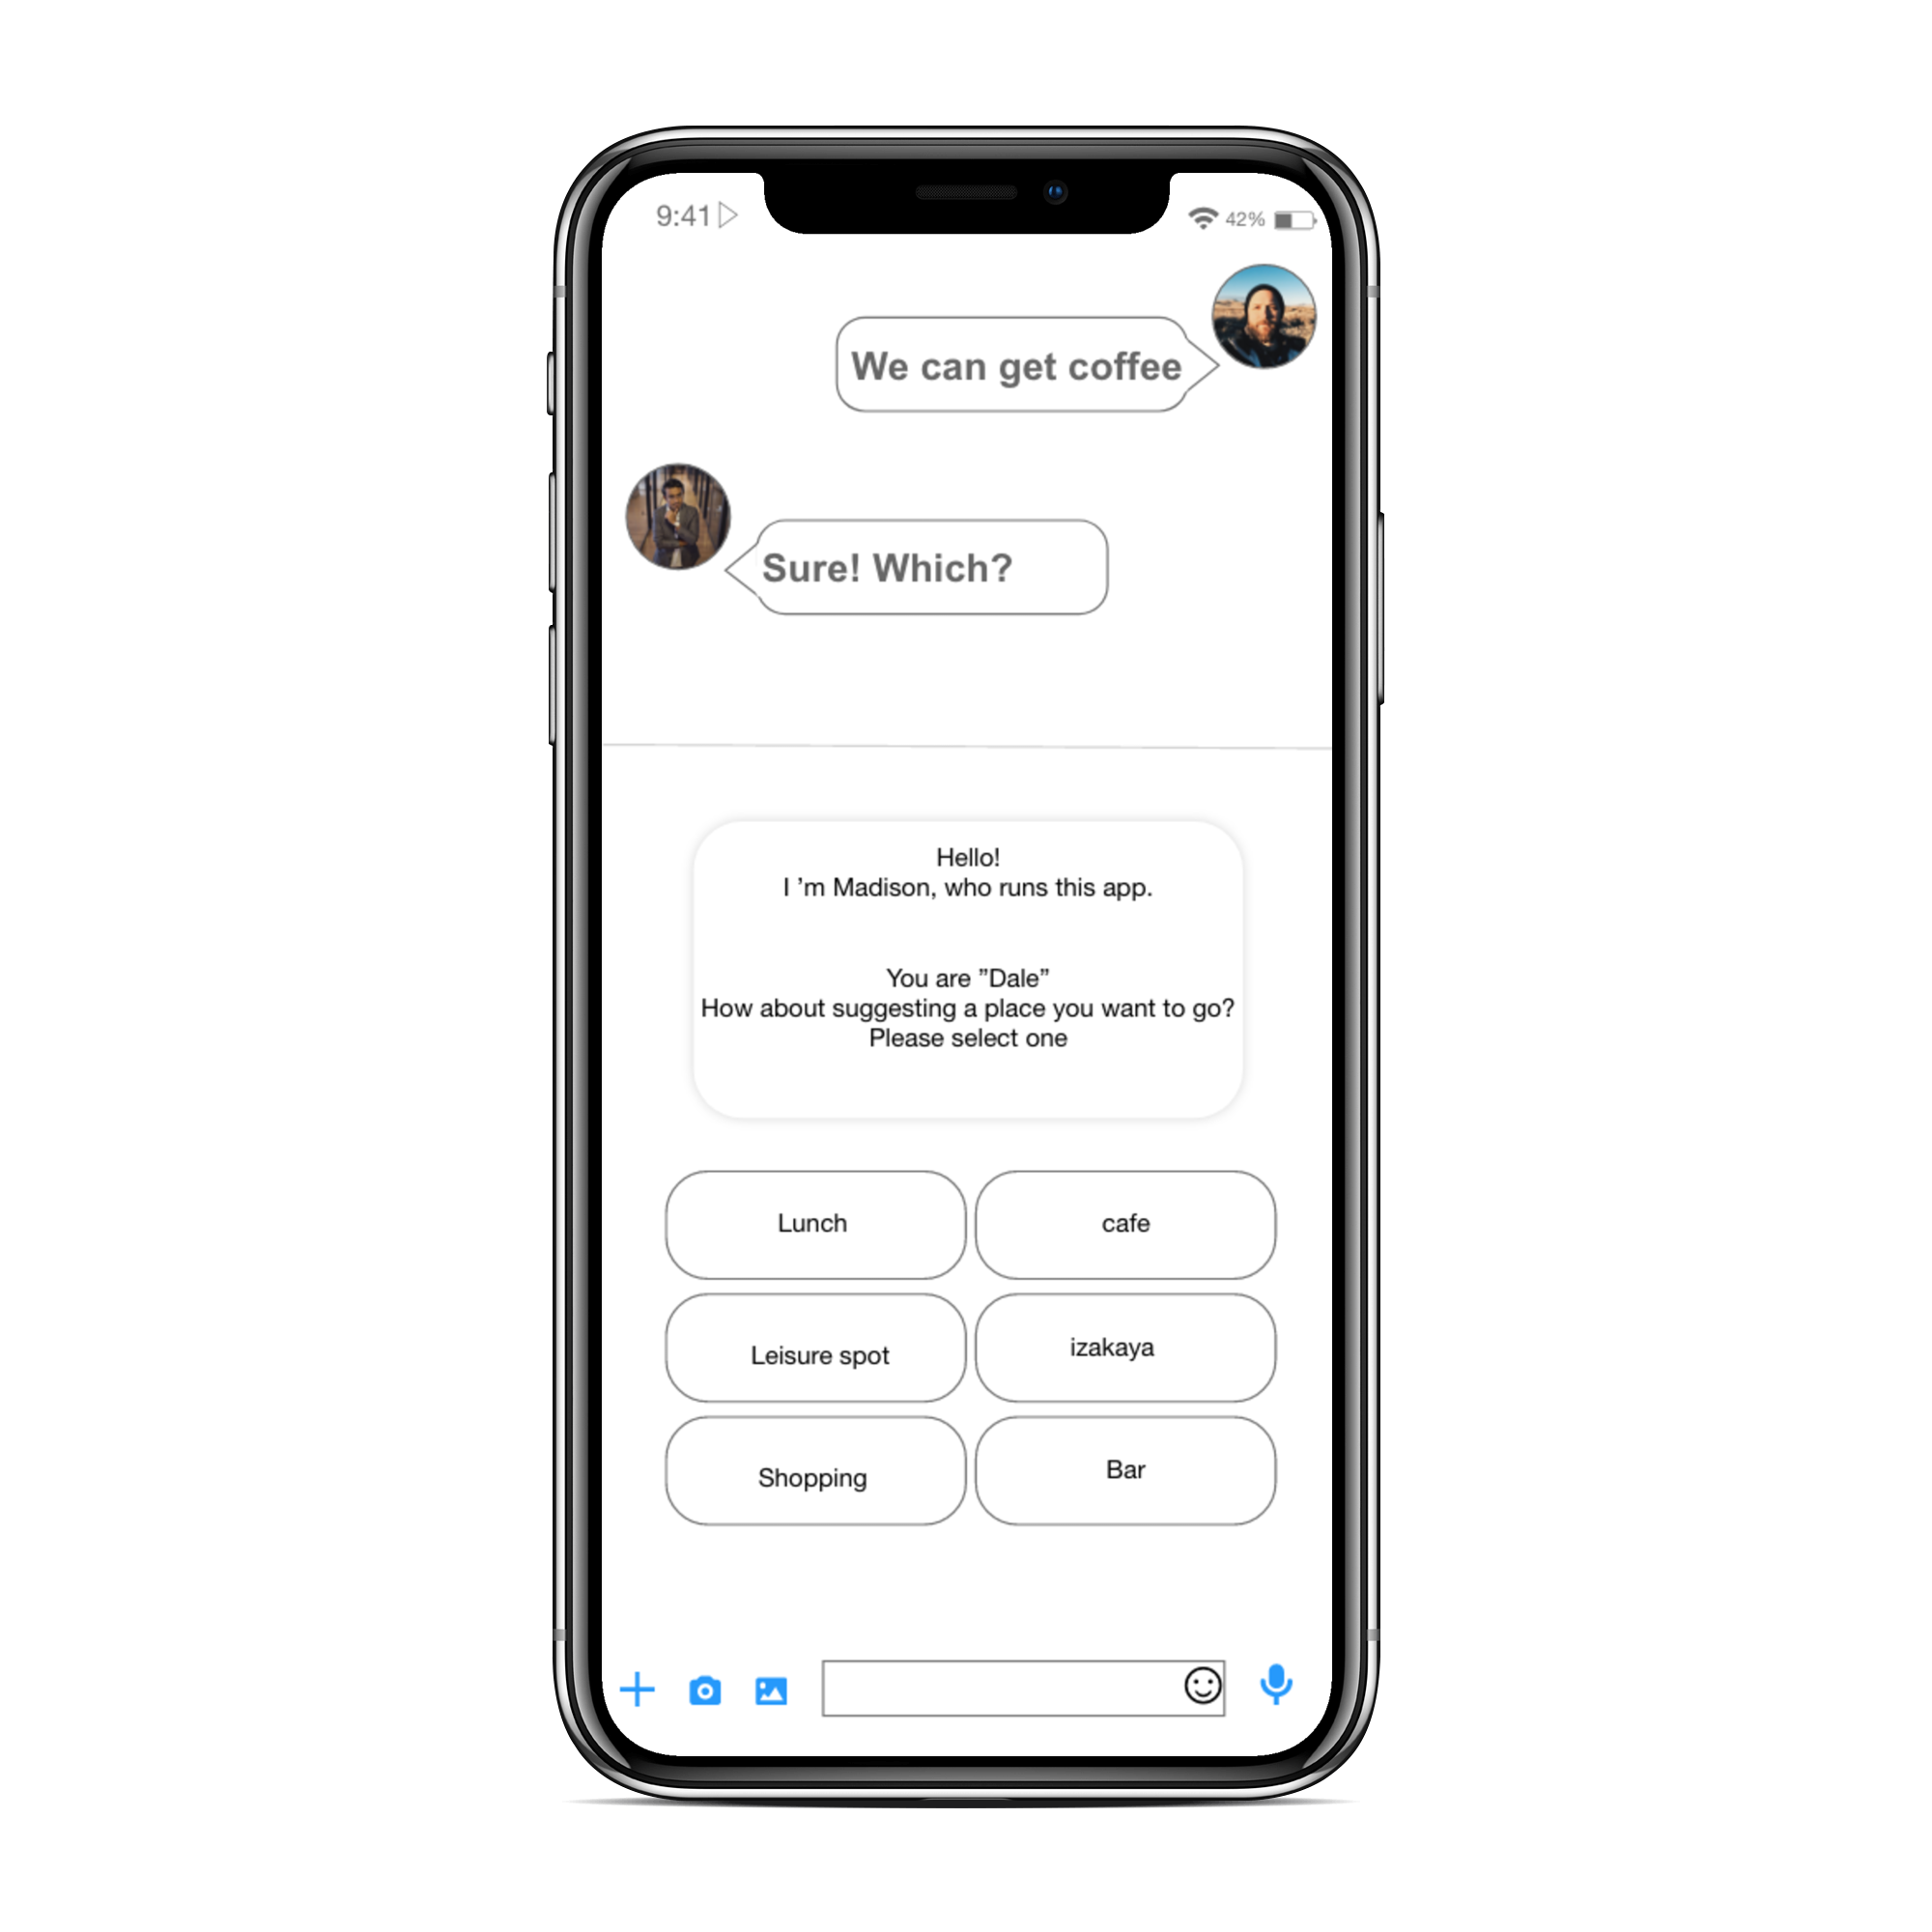 9:41
42%
We can get coffee
Sure! Which?
Hello!
I ’m Madison, who runs this app.
You are ”Dale”
How about suggesting a place you want to go?
Please select one
Lunch
cafe
Leisure spot
izakaya
Shopping
Bar